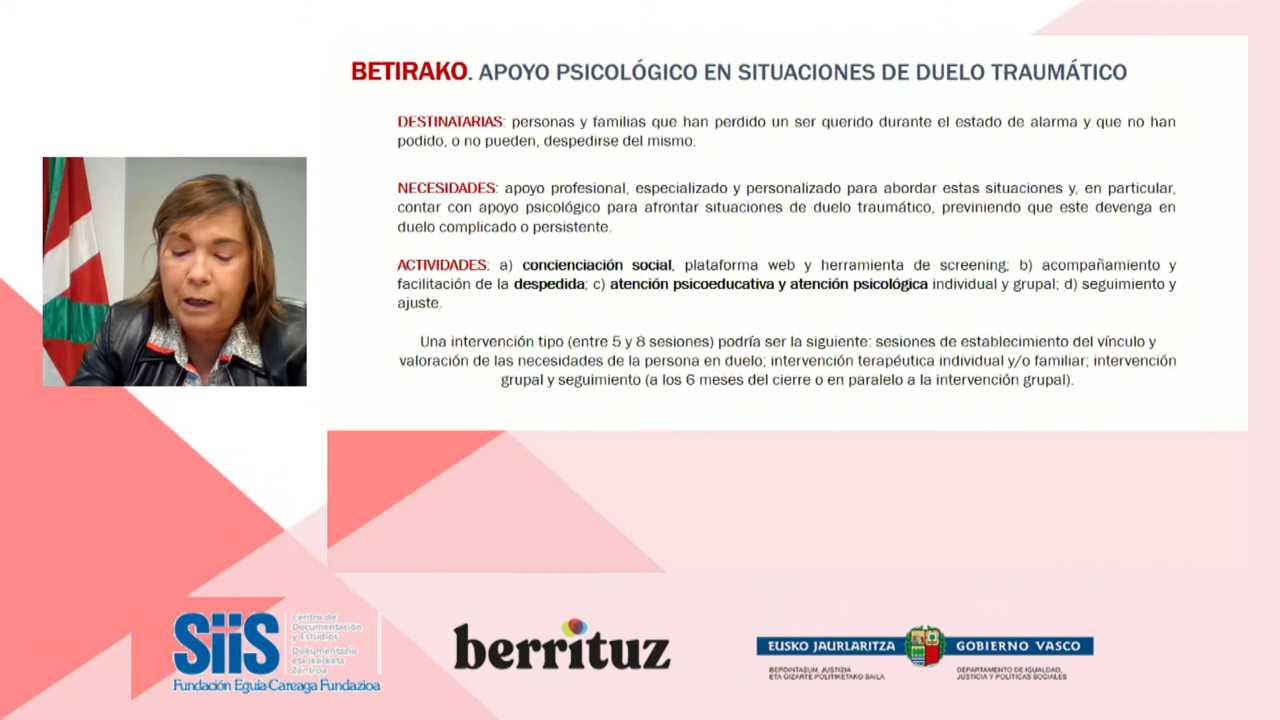 BETIRAKO. APOYO PSICOLÓGICO EN SITUACIONES DE DUELO TRAUMÁTICO
DESTINATARIAS: personas y familias que han perdido un ser querido durante el estado de alarma y que no han
podido, o no pueden, despedirse del mismo.
NECESIDADES: apoyo profesional, especializado y personalizado para abordar estas situaciones y, en particular,
contar con apoyo psicológico para afrontar situaciones de duelo traumático, previniendo que este devenga en
duelo complicado o persistente.
ACTIVIDADES: a) concienciación social, plataforma web y herramienta de screening; b) acompañamiento y
facilitación de la despedida; c) atención psicoeducativa y atención psicológica individual y grupal; d) seguimiento y
ajuste.
Una intervención tipo (entre 5 y 8 sesiones) podría ser la siguiente: sesiones de establecimiento del vínculo y
valoración de las necesidades de la persona en duelo; intervención terapéutica individual y/o familiar; intervención
grupal y seguimiento (a los 6 meses del cierre o en paralelo a la intervención grupal).
SiiS
Centro de
Documentación
y Estudios
Dokumentazio
eta Ikerketa
Zentroa
Fundación Eguía-Careaga Fundazioa
berrituz
EUSKO JAURLARITZA
GOBIERNO VASCO
BERDINTASUN, JUSTIZIA
ETA GIZARTE POLITIKETAKO SAILA
DEPARTAMENTO DE IGUALDAD,
JUSTICIA Y POLÍTICAS SOCIALES